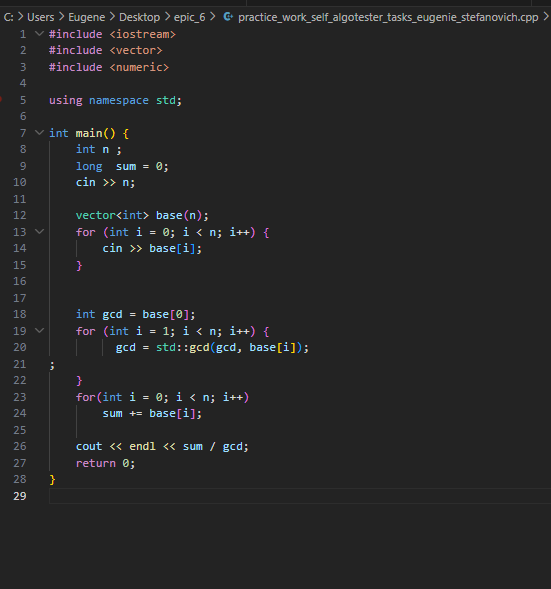 C: > Users > Eugene > Desktop > epic_6 > practice_work_self_algotester_tasks_eugenie_stefanovich.cpp >
1 #include <iostream>
2 #include <vector>
3 #include <numeric>
4
5 using namespace std;
6
7 int main() {
8     int n ;
9     long  sum = 0;
10     cin >> n;
11
12     vector<int> base(n);
13     for (int i = 0; i < n; i++) {
14         cin >> base[i];
15     }
16
17
18     int gcd = base[0];
19     for (int i = 1; i < n; i++) {
20           gcd = std::gcd(gcd, base[i]);
21 ;
22     }
23     for(int i = 0; i < n; i++)
24         sum += base[i];
25
26     cout << endl << sum / gcd;
27     return 0;
28 }
29